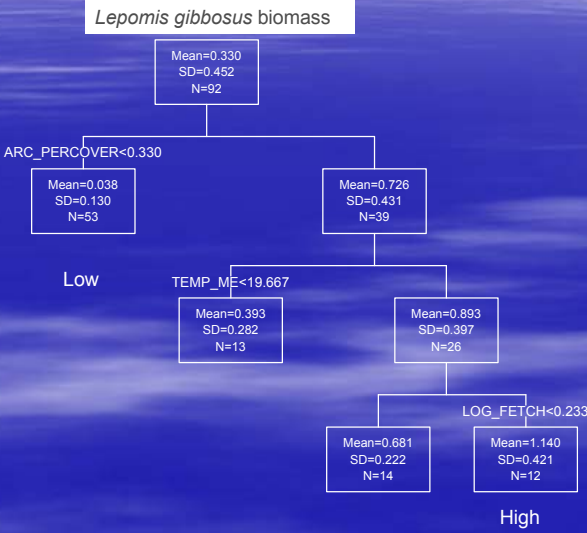 Lepomis gibbosus biomass
Mean=0.330
SD=0.452
N=92
ARC_PERCOVER<0.330
Mean=0.038
SD=0.130
N=53
Mean=0.726
SD=0.431
N=39
Low
TEMP_ME<19.667
Mean=0.393
SD=0.282
N=13
Mean=0.893
SD=0.397
N=26
LOG_FETCH<0.233
Mean=0.681
SD=0.222
N=14
Mean=1.140
SD=0.421
N=12
High